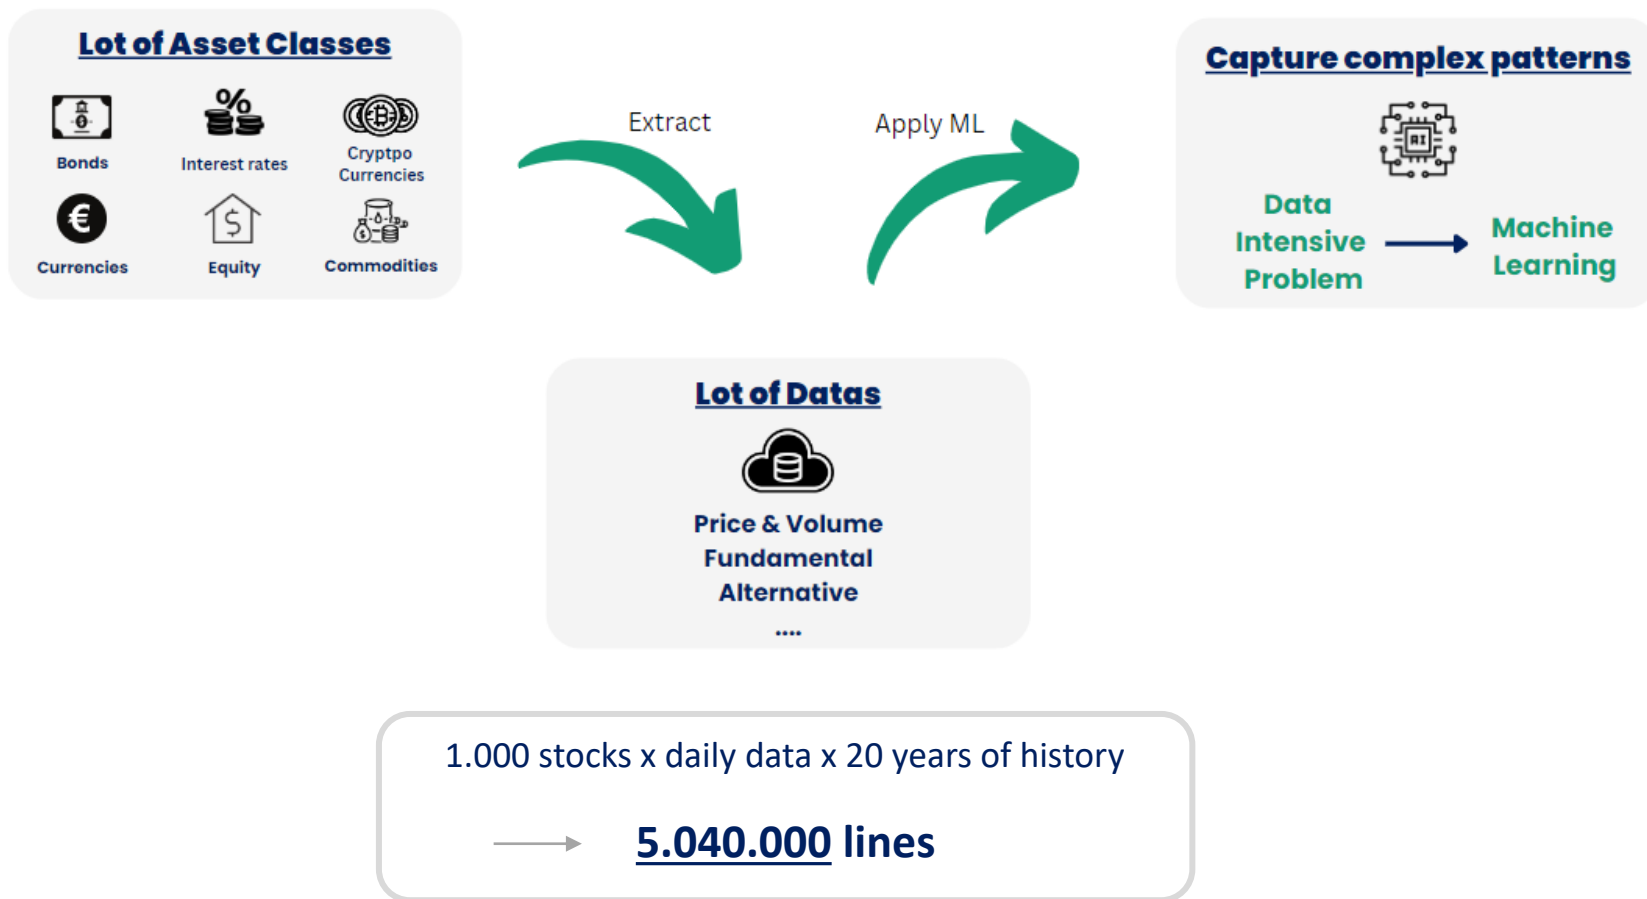 Lot of Asset Classes
Bonds
Interest rates
Cryptpo
Currencies
Currencies
Equity
Commodities
Extract
Apply ML
Capture complex patterns
AI
Data
Intensive
Problem
Machine
Learning
Lot of Datas
Price & Volume
Fundamental
Alternative
....
1.000 stocks x daily data x 20 years of history
5.040.000 lines